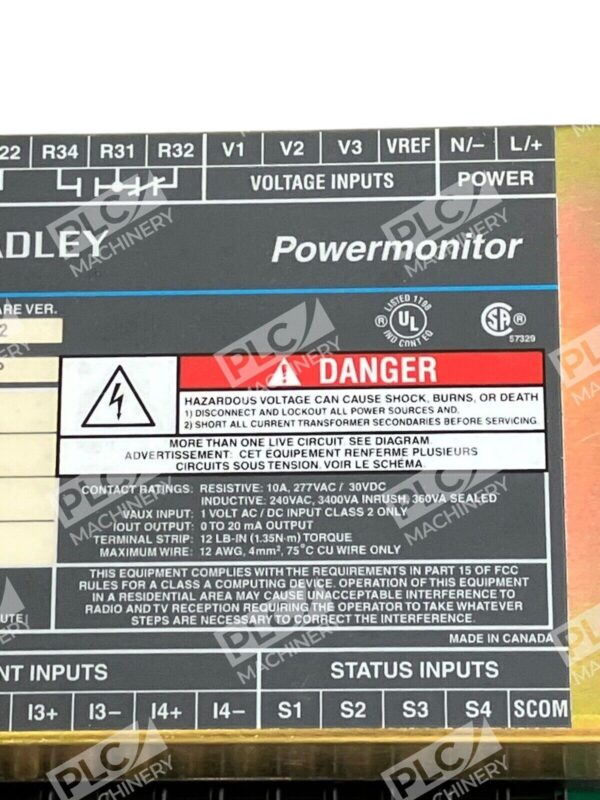 22 R34 R31 R32 V1 V2 V3 VREF N/– L/+
VOLTAGE INPUTS POWER
ADLEY Powermonitor
ARE VER.
2
LISTED 1T98
UL
IND CONT EQ
SA
57329
DANGER
HAZARDOUS VOLTAGE CAN CAUSE SHOCK, BURNS, OR DEATH
1) DISCONNECT AND LOCKOUT ALL POWER SOURCES AND.
2) SHORT ALL CURRENT TRANSFORMER SECONDARIES BEFORE SERVICING
MORE THAN ONE LIVE CIRCUIT SEE DIAGRAM
ADVERTISSEMENT: CET ÉQUIPEMENT RENFERME PLUSIEURS
CIRCUITS SOUS TENSION. VOIR LE SCHÉMA.
CONTACT RATINGS: RESISTIVE: 10A, 277VAC / 30VDC
INDUCTIVE: 240VAC, 3400VA INRUSH, 360VA SEALED
VAUX INPUT: 1 VOLT AC / DC INPUT CLASS 2 ONLY
IOUT OUTPUT: 0 TO 20 mA OUTPUT
TERMINAL STRIP: 12 LB-IN (1.35N·m) TORQUE
MAXIMUM WIRE: 12 AWG, 4mm², 75°C CU WIRE ONLY
THIS EQUIPMENT COMPLIES WITH THE REQUIREMENTS IN PART 15 OF FCC
RULES FOR A CLASS A COMPUTING DEVICE. OPERATION OF THIS EQUIPMENT
IN A RESIDENTIAL AREA MAY CAUSE UNACCEPTABLE INTERFERENCE TO
RADIO AND TV RECEPTION REQUIRING THE OPERATOR TO TAKE WHATEVER
STEPS ARE NECESSARY TO CORRECT THE INTERFERENCE.
UTE
MADE IN CANADA
NT INPUTS STATUS INPUTS
I3+ I3– I4+ I4– S1 S2 S3 S4 SCOM
PLC MACHINERY